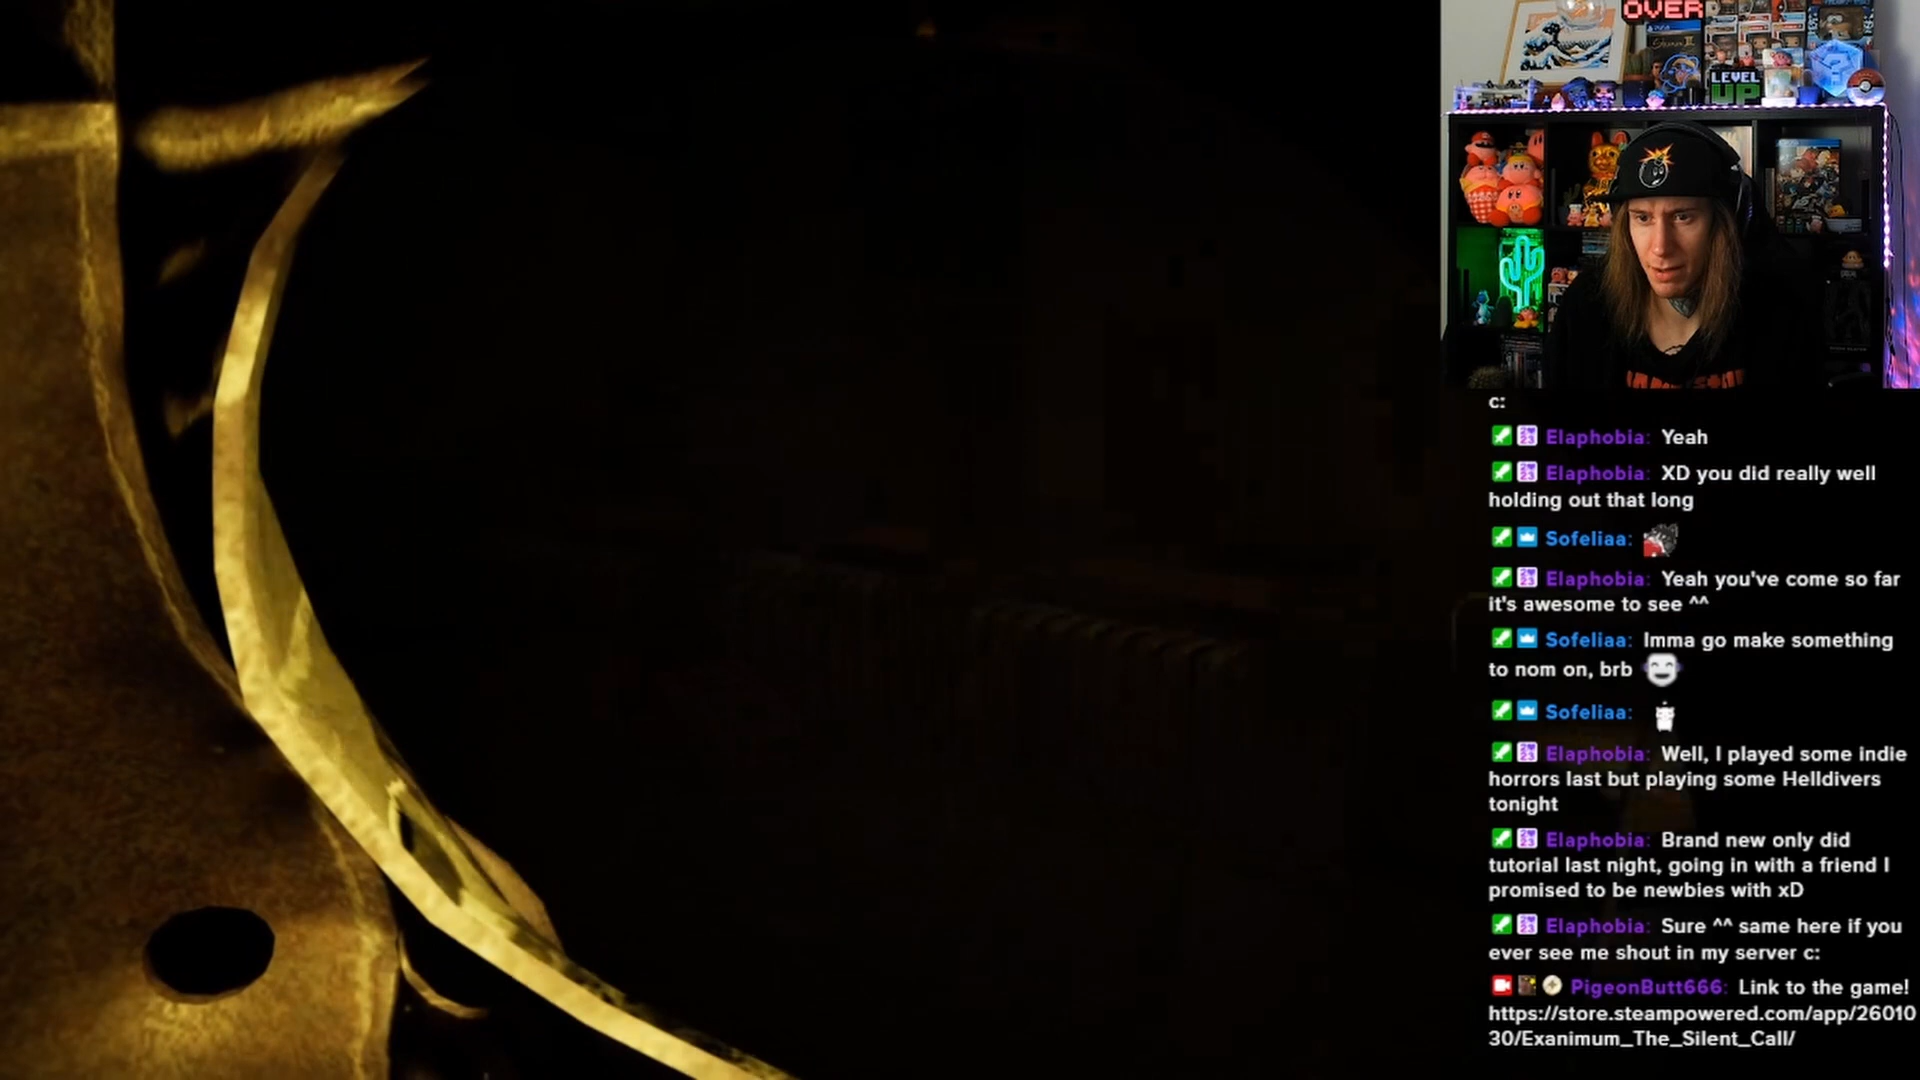 OVER
LEVEL
UP
c:
Elaphobia: Yeah
Elaphobia: XD you did really well
holding out that long
Sofeliaa:
Elaphobia: Yeah you've come so far
it's awesome to see ^^
Sofeliaa: Imma go make something
to nom on, brb
Sofeliaa:
Elaphobia: Well, I played some indie
horrors last but playing some Helldivers
tonight
Elaphobia: Brand new only did
tutorial last night, going in with a friend I
promised to be newbies with xD
Elaphobia: Sure ^^ same here if you
ever see me shout in my server c:
PigeonButt666: Link to the game!
https://store.steampowered.com/app/26010
30/Exanimum_The_Silent_Call/